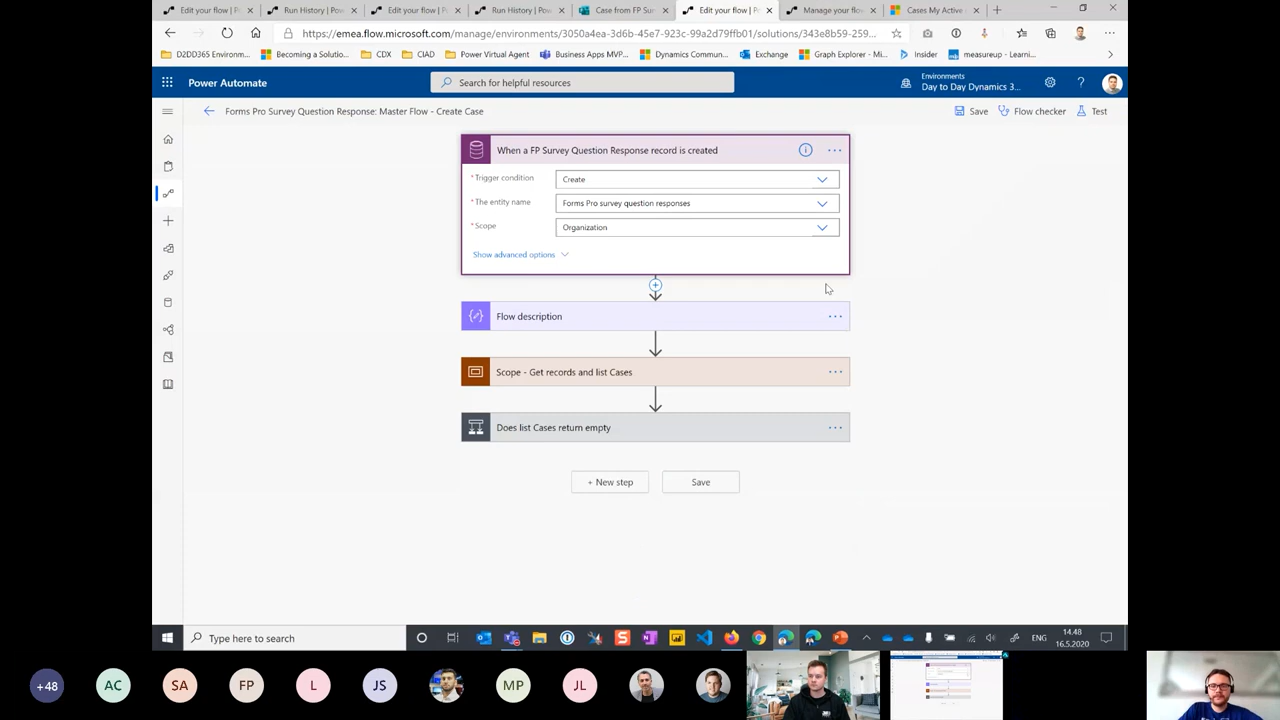 Edit your flow | Po
Run History | Pow
Edit your flow | Po
Run History | Pow
Case from FP Sur
Edit your flow | P
Manage your flow
Cases My Active
https://emea.flow.microsoft.com/manage/environments/3050a4ea-3d6b-45e7-923c-99a2d79ffb01/solutions/343e8b59-259...
D2DD365 Environm...
Becoming a Solution...
CDX
CIAD
Power Virtual Agent
Business Apps MVP...
Dynamics Commun...
Exchange
Graph Explorer - Mi...
Insider
measureup - Learni...
Power Automate
Search for helpful resources
Environments
Day to Day Dynamics 3...
Forms Pro Survey Question Response: Master Flow - Create Case
Save
Flow checker
Test
When a FP Survey Question Response record is created
* Trigger condition
Create
* The entity name
Forms Pro survey question responses
* Scope
Organization
Show advanced options
Flow description
Scope - Get records and list Cases
Does list Cases return empty
+ New step
Save
Type here to search
ENG
14.48
16.5.2020
+48
AC
SA
T
L
JS
MP
JL